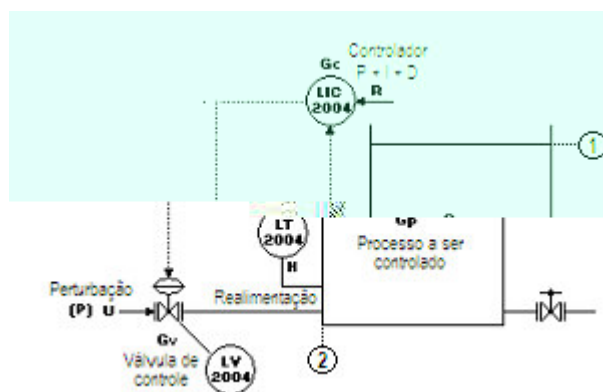 Controlador
Gc
P + I + D
LIC
2004
R
1
LT
2004
Gp
Processo a ser
controlado
H
Perturbação
Realimentação
(P) U
Gv
Válvula de
controle
LV
2004
2